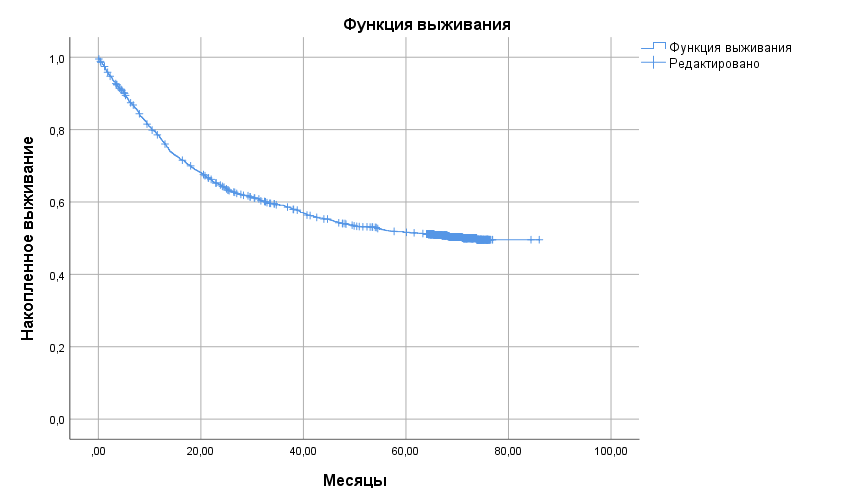 Функция выживания
Функция выживания
Редактировано
Накопленное выживание
1,0
0,8
0,6
0,4
0,2
0,0
,00
20,00
40,00
60,00
80,00
100,00
Месяцы